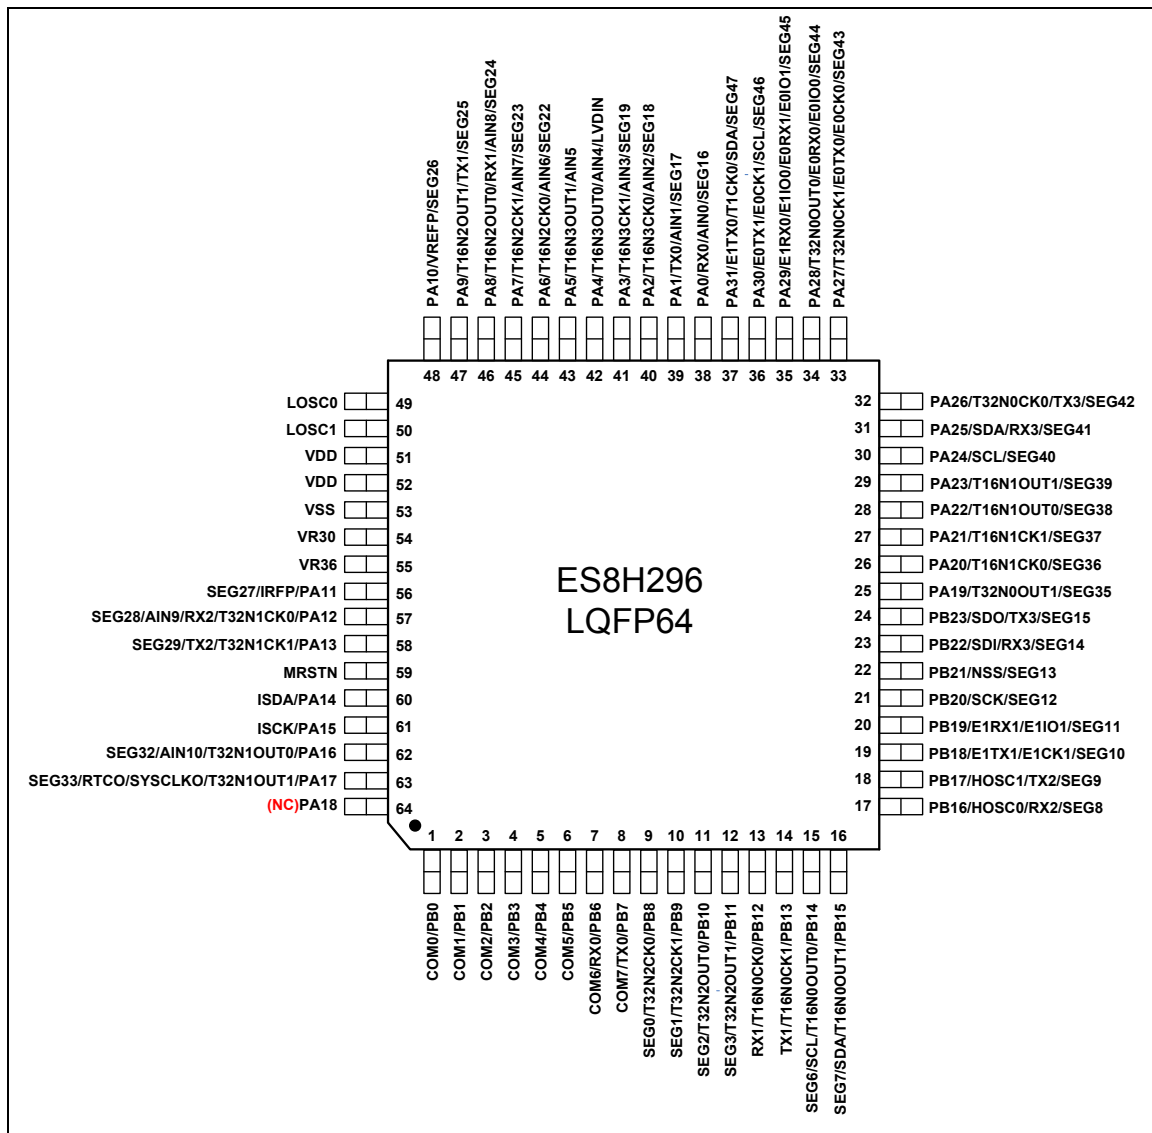 PA10/VREFP/SEG26
PA9/T16N2OUT1/TX1/SEG25
PA8/T16N2OUT0/RX1/AIN8/SEG24
PA7/T16N2CK1/AIN7/SEG23
PA6/T16N2CK0/AIN6/SEG22
PA5/T16N3OUT1/AIN5
PA4/T16N3OUT0/AIN4/LVDIN
PA3/T16N3CK1/AIN3/SEG19
PA2/T16N3CK0/AIN2/SEG18
PA1/TX0/AIN1/SEG17
PA0/RX0/AIN0/SEG16
PA31/E1TX0/T1CK0/SDA/SEG47
PA30/E0TX1/E0CK1/SCL/SEG46
PA29/E1RX0/E1IO0/E0RX1/E0IO1/SEG45
PA28/T32N0OUT0/E0RX0/E0IO0/SEG44
PA27/T32N0CK1/E0TX0/E0CK0/SEG43
48 47 46 45 44 43 42 41 40 39 38 37 36 35 34 33
LOSC0 49
LOSC1 50
VDD 51
VDD 52
VSS 53
VR30 54
VR36 55
SEG27/IRFP/PA11 56
SEG28/AIN9/RX2/T32N1CK0/PA12 57
SEG29/TX2/T32N1CK1/PA13 58
MRSTN 59
ISDA/PA14 60
ISCK/PA15 61
SEG32/AIN10/T32N1OUT0/PA16 62
SEG33/RTCO/SYSCLKO/T32N1OUT1/PA17 63
(NC)PA18 64
ES8H296
LQFP64
32 PA26/T32N0CK0/TX3/SEG42
31 PA25/SDA/RX3/SEG41
30 PA24/SCL/SEG40
29 PA23/T16N1OUT1/SEG39
28 PA22/T16N1OUT0/SEG38
27 PA21/T16N1CK1/SEG37
26 PA20/T16N1CK0/SEG36
25 PA19/T32N0OUT1/SEG35
24 PB23/SDO/TX3/SEG15
23 PB22/SDI/RX3/SEG14
22 PB21/NSS/SEG13
21 PB20/SCK/SEG12
20 PB19/E1RX1/E1IO1/SEG11
19 PB18/E1TX1/E1CK1/SEG10
18 PB17/HOSC1/TX2/SEG9
17 PB16/HOSC0/RX2/SEG8
1 2 3 4 5 6 7 8 9 10 11 12 13 14 15 16
COM0/PB0
COM1/PB1
COM2/PB2
COM3/PB3
COM4/PB4
COM5/PB5
COM6/RX0/PB6
COM7/TX0/PB7
SEG0/T32N2CK0/PB8
SEG1/T32N2CK1/PB9
SEG2/T32N2OUT0/PB10
SEG3/T32N2OUT1/PB11
RX1/T16N0CK0/PB12
TX1/T16N0CK1/PB13
SEG6/SCL/T16N0OUT0/PB14
SEG7/SDA/T16N0OUT1/PB15